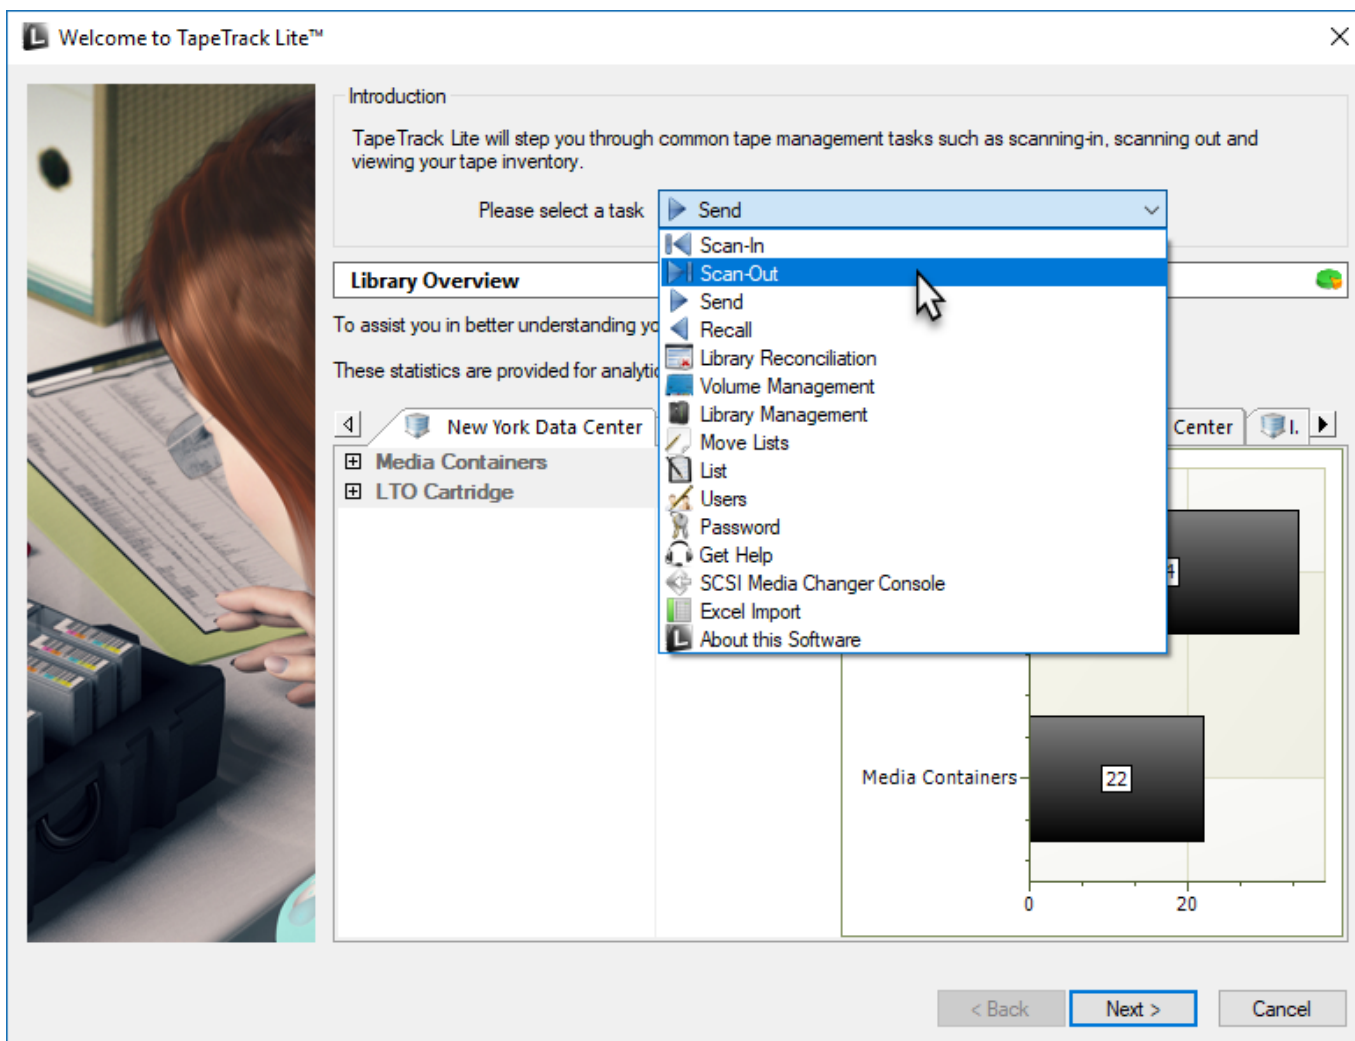 Welcome to TapeTrack Lite™
Introduction
TapeTrack Lite will step you through common tape management tasks such as scanning-in, scanning out and
viewing your tape inventory.
Please select a task
Send
Scan-In
Scan-Out
Send
Recall
Library Reconciliation
Volume Management
Library Management
Move Lists
List
Users
Password
Get Help
SCSI Media Changer Console
Excel Import
About this Software
Library Overview
To assist you in better understanding
These statistics are provided for
New York Data Center
Center
Media Containers
LTO Cartridge
4
Media Containers
22
0
20
< Back
Next >
Cancel